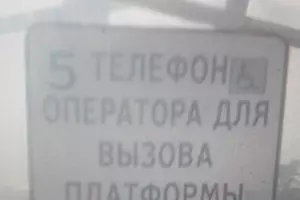 5 ТЕЛЕФОН
ОПЕРАТОРА ДЛЯ
ВЫЗОВА
ПЛАТФОРМЫ